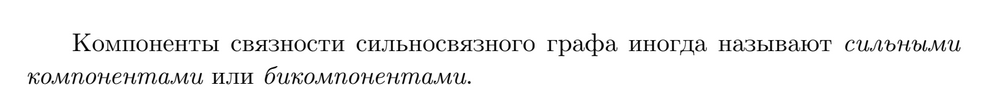 Компоненты связности сильносвязного графа иногда называют сильными
компонентами или бикомпонентами.